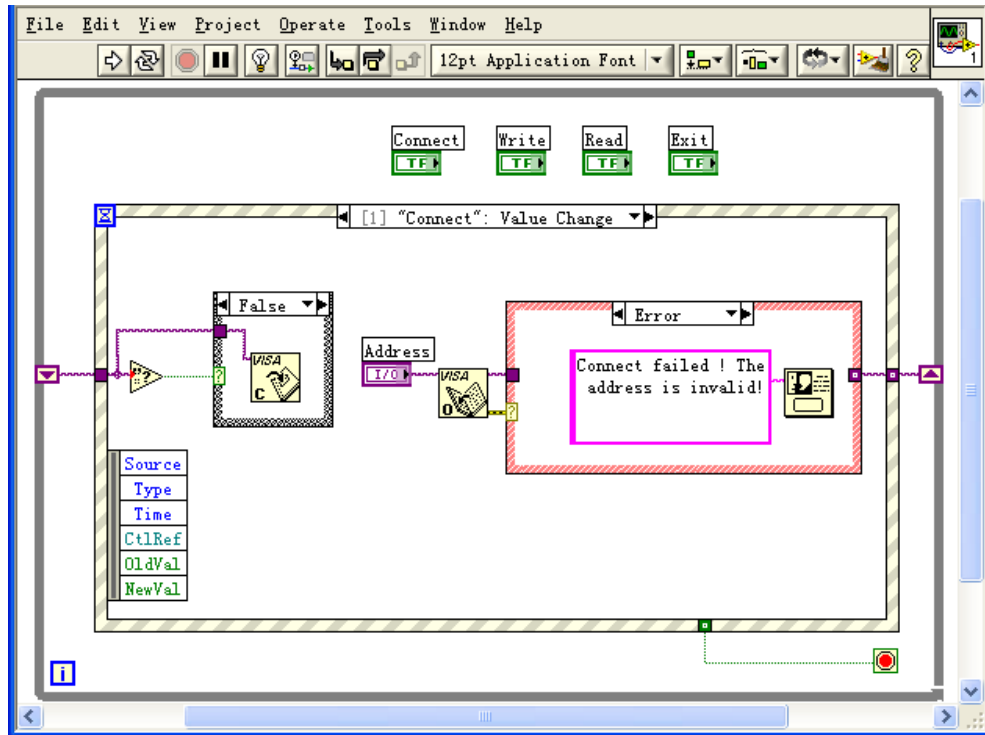 File Edit View Project Operate Tools Window Help
12pt Application Font
1
Connect Write Read Exit
TF TF TF TF
[1] "Connect": Value Change
False
VISA
C
Address
I/O
VISA
O
Error
Connect failed ! The
address is invalid!
Source
Type
Time
CtlRef
OldVal
NewVal
i